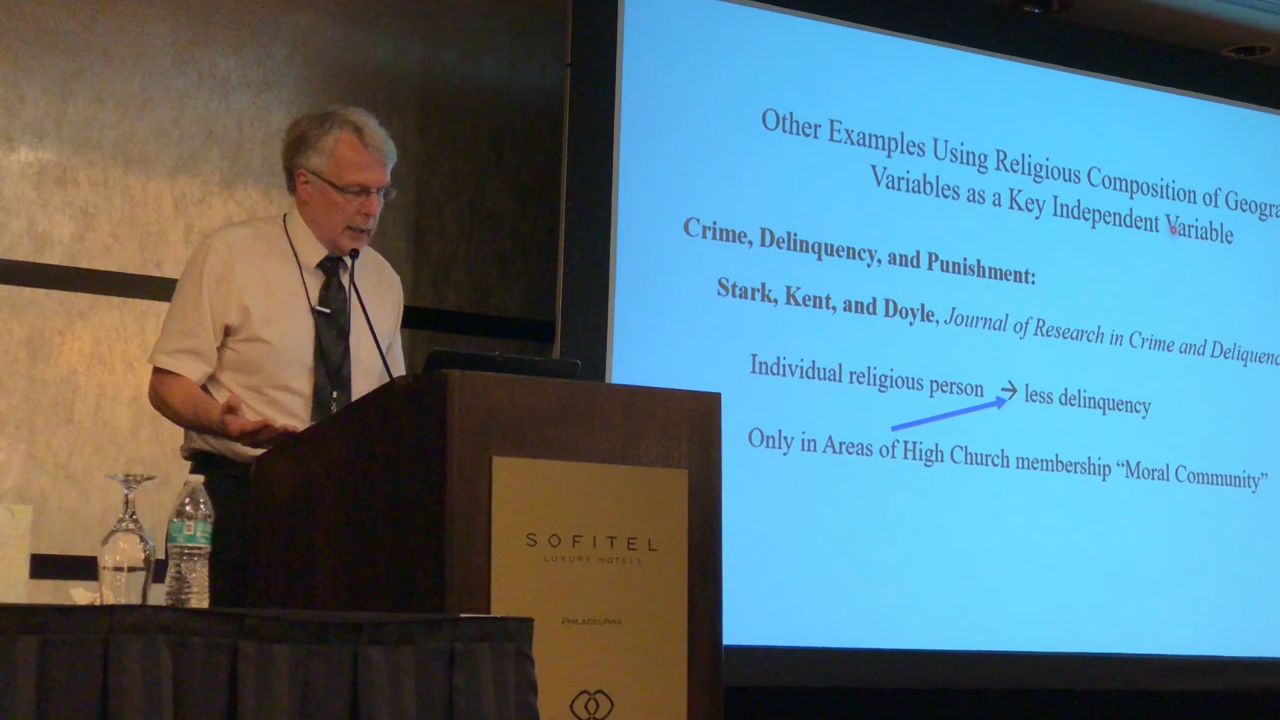 Other Examples Using Religious Composition of Geogra
Variables as a Key Independent Variable
Crime, Delinquency, and Punishment:
Stark, Kent, and Doyle, Journal of Research in Crime and Deliquenc
Individual religious person → less delinquency
Only in Areas of High Church membership “Moral Community”
SOFITEL
LUXURY HOTELS
PHILADELPHIA